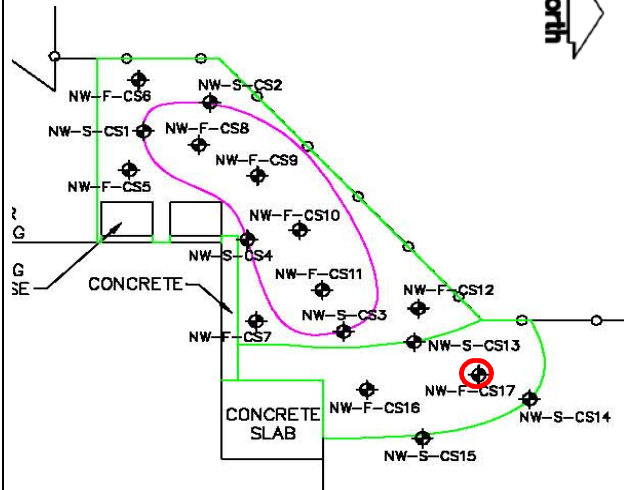 orth
NW-S-CS2
NW-F-CS6
NW-S-CS1
NW-F-CS8
NW-F-CS9
NW-F-CS5
R
G
NW-F-CS10
NW-S-CS4
G
SE
CONCRETE
NW-F-CS11
NW-F-CS12
NW-S-CS3
NW-F-CS7
NW-S-CS13
NW-F-CS17
NW-F-CS16
NW-S-CS14
CONCRETE
SLAB
NW-S-CS15